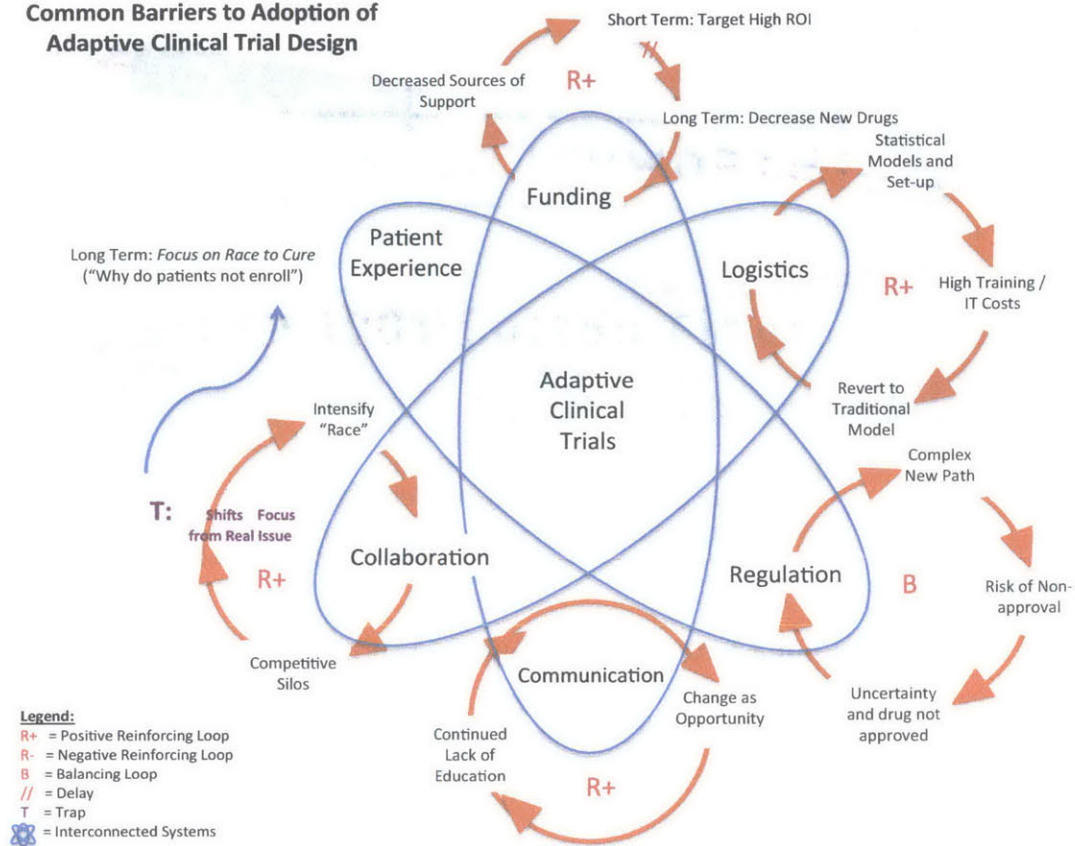 Common Barriers to Adoption of
Adaptive Clinical Trial Design
Short Term: Target High ROI
//
Decreased Sources of
Support
R+
Long Term: Decrease New Drugs
Statistical
Models and
Set-up
Funding
Patient
Experience
Logistics
R+
High Training /
IT Costs
Long Term: Focus on Race to Cure
("Why do patients not enroll")
Adaptive
Clinical
Trials
Revert to
Traditional
Model
Intensify
"Race"
Complex
New Path
T:
Shifts Focus
from Real Issue
Collaboration
R+
Regulation
B
Risk of Non-
approval
Competitive
Silos
Communication
Change as
Opportunity
Uncertainty
and drug not
approved
Continued
Lack of
Education
R+
Legend:
R+ = Positive Reinforcing Loop
R- = Negative Reinforcing Loop
B = Balancing Loop
// = Delay
T = Trap
= Interconnected Systems